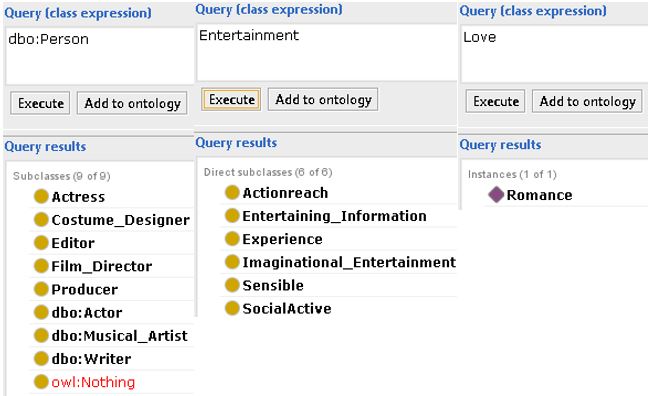 Query (class expression)
dbo:Person
Execute
Add to ontology
Query results
Subclasses (9 of 9)
Actress
Costume_Designer
Editor
Film_Director
Producer
dbo:Actor
dbo:Musical_Artist
dbo:Writer
owl:Nothing
Query (class expression)
Entertainment
Execute
Add to ontology
Query results
Direct subclasses (6 of 6)
Actionreach
Entertaining_Information
Experience
Imaginational_Entertainment
Sensible
SocialActive
Query (class expression)
Love
Execute
Add to ontology
Query results
Instances (1 of 1)
Romance